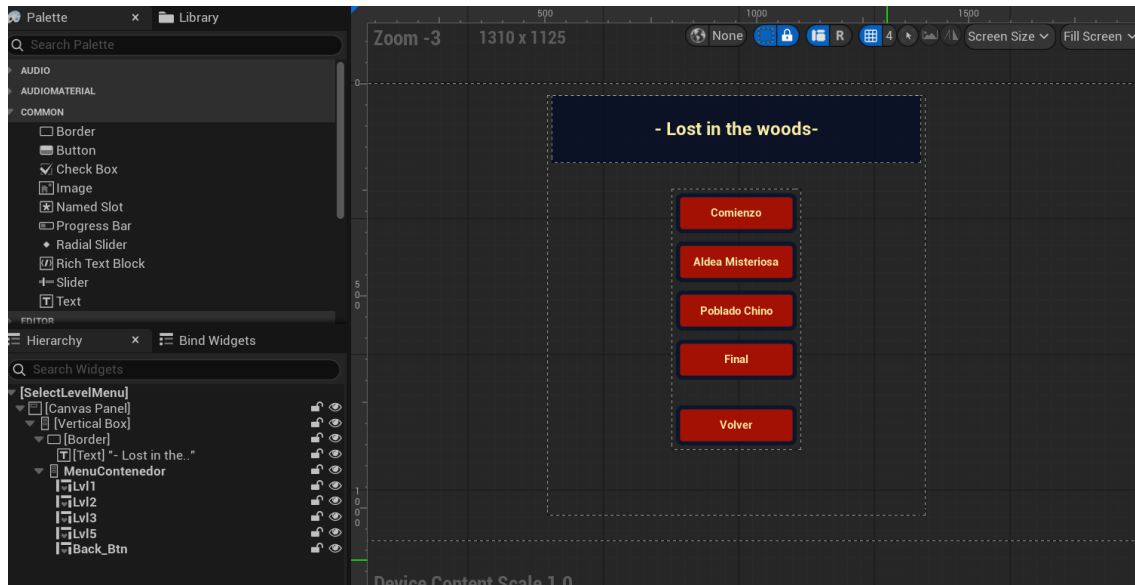 Palette × Library
Search Palette
AUDIO
AUDIOMATERIAL
COMMON
Border
Button
Check Box
Image
Named Slot
Progress Bar
Radial Slider
Rich Text Block
Slider
Text
EDITOR
Hierarchy × Bind Widgets
Search Widgets
[SelectLevelMenu]
[Canvas Panel]
[Vertical Box]
[Border]
[Text] "- Lost in the.."
MenuContenedor
Lvl1
Lvl2
Lvl3
Lvl5
Back_Btn
500 1000 1500
Zoom -3 1310 x 1125 None R 4 Screen Size Fill Screen
0
500
1000
- Lost in the woods-
Comienzo
Aldea Misteriosa
Poblado Chino
Final
Volver
Device Content Scale 1.0